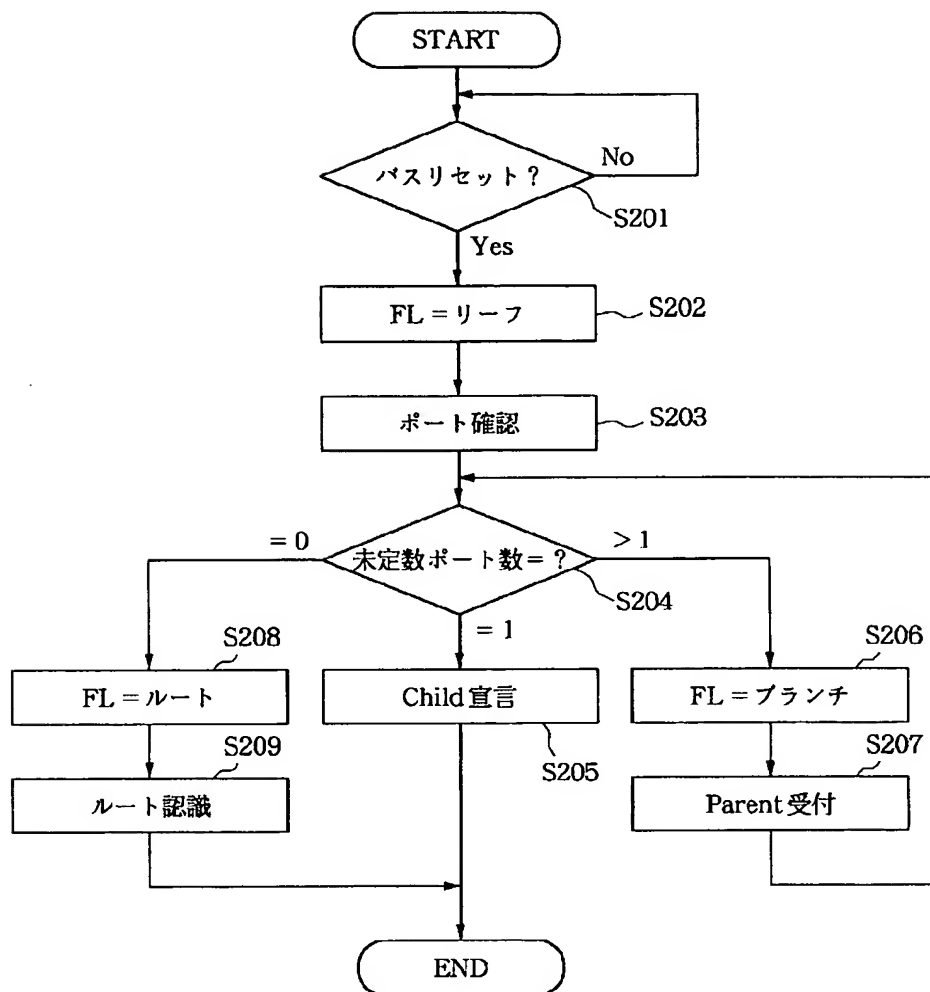 START
バスリセット?
No
S201
Yes
FL=リーフ
S202
ポート確認
S203
=0
未定数ポート数=?
>1
S204
=1
S208
FL=ルート
Child宣言
S205
S206
FL=ブランチ
S209
ルート認識
S207
Parent受付
END